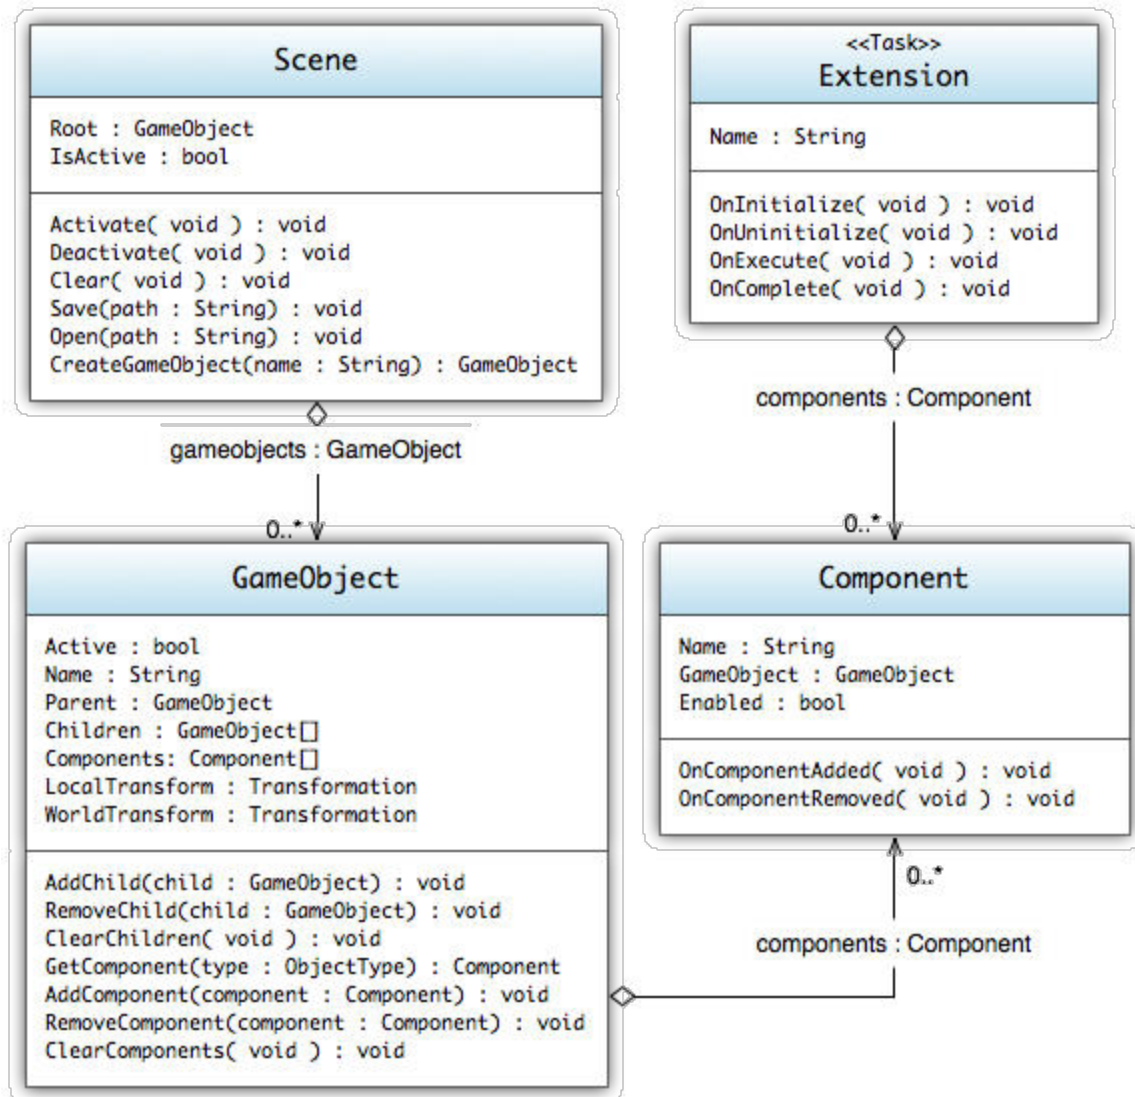 Scene
Root : GameObject
IsActive : bool
Activate( void ) : void
Deactivate( void ) : void
Clear( void ) : void
Save(path : String) : void
Open(path : String) : void
CreateGameObject(name : String) : GameObject
<<Task>>
Extension
Name : String
OnInitialize( void ) : void
OnUninitialize( void ) : void
OnExecute( void ) : void
OnComplete( void ) : void
gameobjects : GameObject
0..*
components : Component
0..*
GameObject
Active : bool
Name : String
Parent : GameObject
Children : GameObject[]
Components: Component[]
LocalTransform : Transformation
WorldTransform : Transformation
AddChild(child : GameObject) : void
RemoveChild(child : GameObject) : void
ClearChildren( void ) : void
GetComponent(type : ObjectType) : Component
AddComponent(component : Component) : void
RemoveComponent(component : Component) : void
ClearComponents( void ) : void
Component
Name : String
GameObject : GameObject
Enabled : bool
OnComponentAdded( void ) : void
OnComponentRemoved( void ) : void
0..*
components : Component